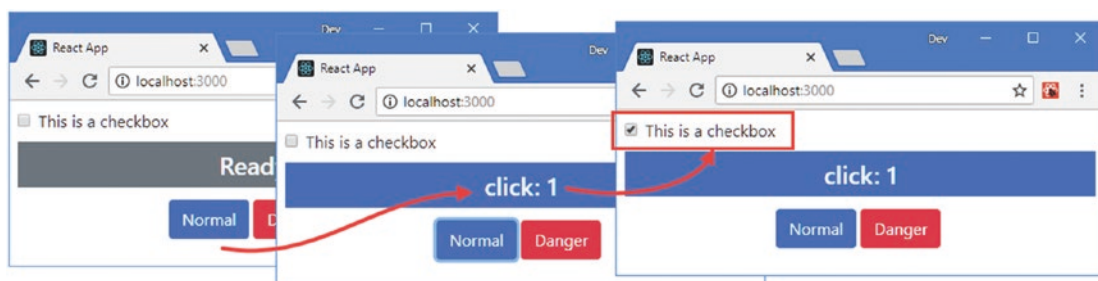 Dev
React App
localhost:3000
This is a checkbox
Normal
Dev
React App
localhost:3000
This is a checkbox
click: 1
Normal Danger
Dev
React App
localhost:3000
This is a checkbox
click: 1
Normal Danger